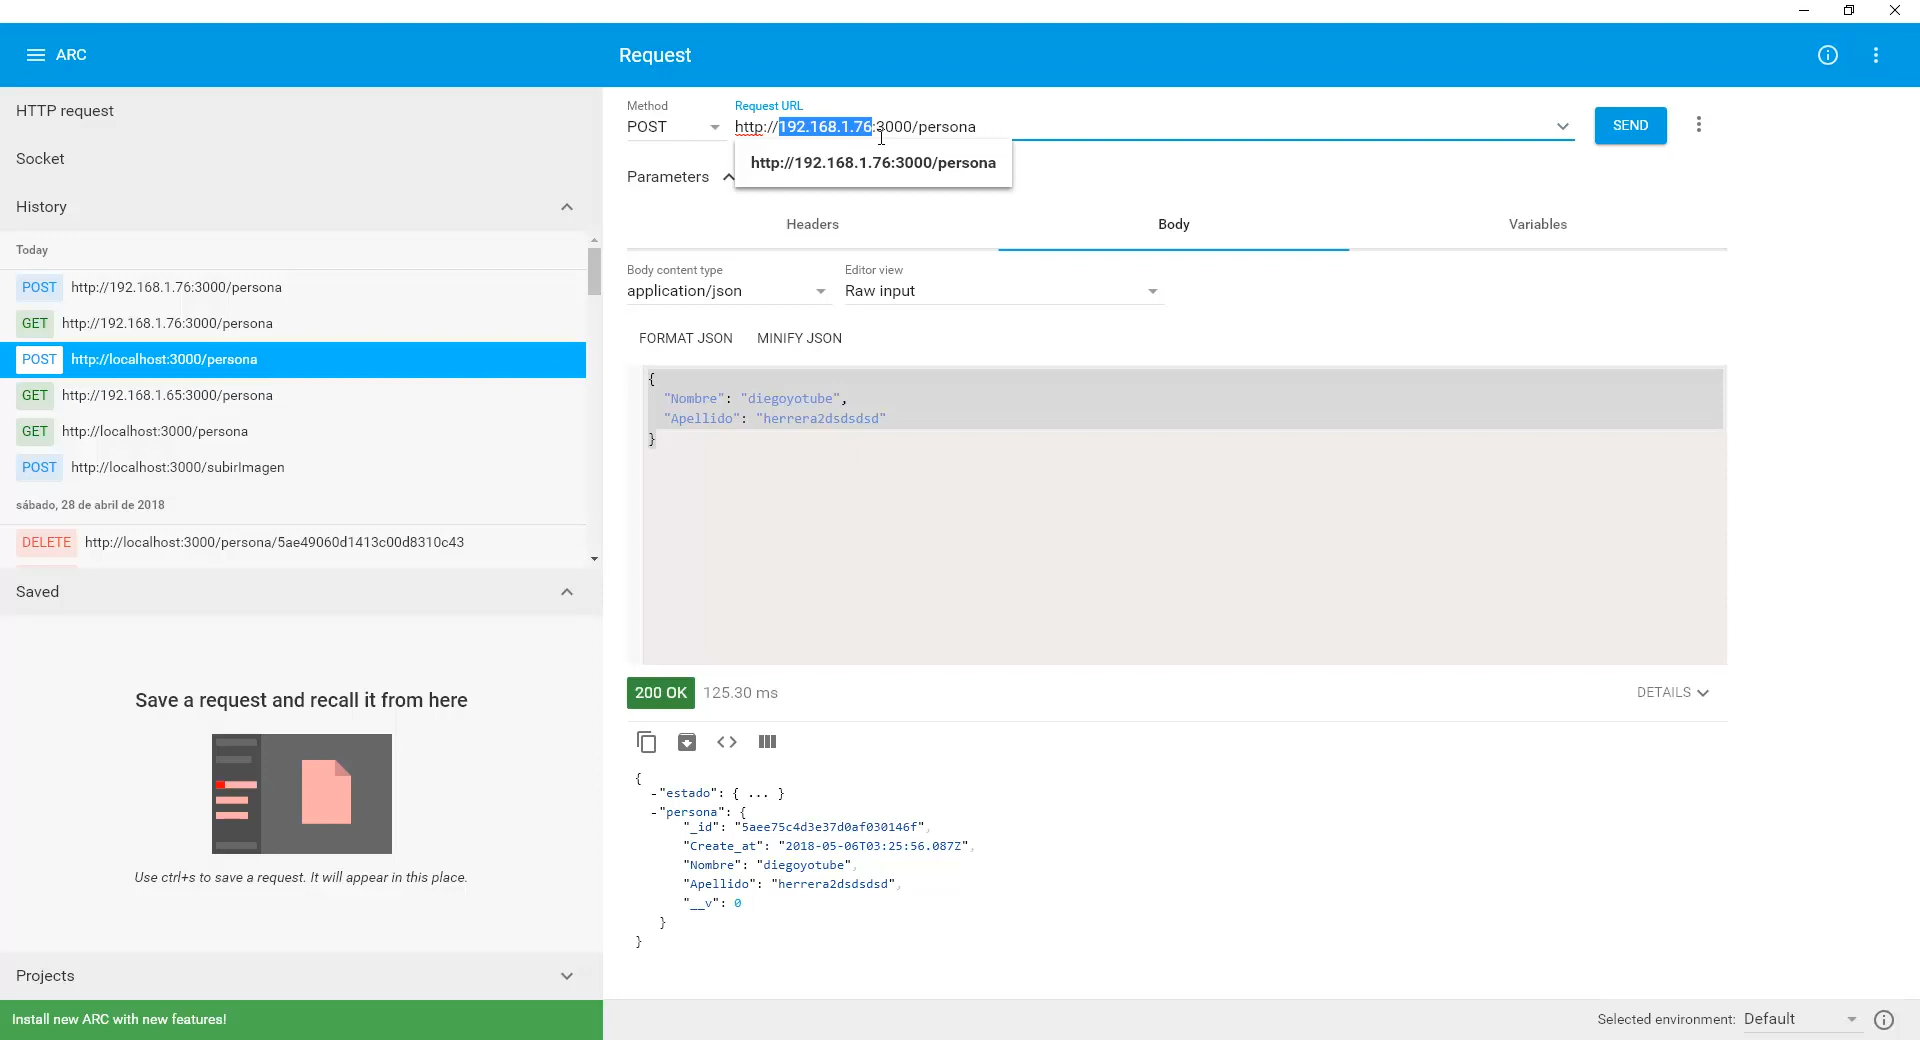 ARC
Request
HTTP request
Socket
History
Today
POST http://192.168.1.76:3000/persona
GET http://192.168.1.76:3000/persona
POST http://localhost:3000/persona
GET http://192.168.1.65:3000/persona
GET http://localhost:3000/persona
POST http://localhost:3000/subirImagen
sábado, 28 de abril de 2018
DELETE http://localhost:3000/persona/5ae49060d1413c00d8310c43
Saved
Save a request and recall it from here
Use ctrl+s to save a request. It will appear in this place.
Projects
Install new ARC with new features!
Method
POST
Request URL
http://192.168.1.76:3000/persona
SEND
http://192.168.1.76:3000/persona
Parameters
Headers
Body
Variables
Body content type
application/json
Editor view
Raw input
FORMAT JSON
MINIFY JSON
{
"Nombre": "diegoyotube",
"Apellido": "herrera2dsdsdsd"
}
200 OK
125.30 ms
DETAILS
{
-"estado": { ... }
-"persona": {
"_id": "5aee75c4d3e37d0af030146f",
"Create_at": "2018-05-06T03:25:56.087Z",
"Nombre": "diegoyotube",
"Apellido": "herrera2dsdsdsd",
"__v": 0
}
}
Selected environment: Default